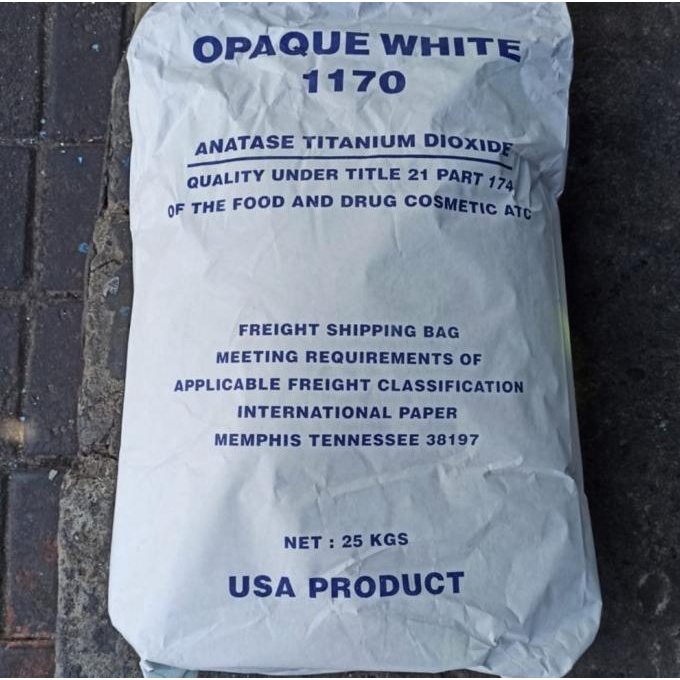 OPAQUE WHITE
1170
ANATASE TITANIUM DIOXIDE
QUALITY UNDER TITLE 21 PART 174
OF THE FOOD AND DRUG COSMETIC ATC
FREIGHT SHIPPING BAG
MEETING REQUIREMENTS OF
APPLICABLE FREIGHT CLASSIFICATION
INTERNATIONAL PAPER
MEMPHIS TENNESSEE 38197
NET : 25 KGS
USA PRODUCT